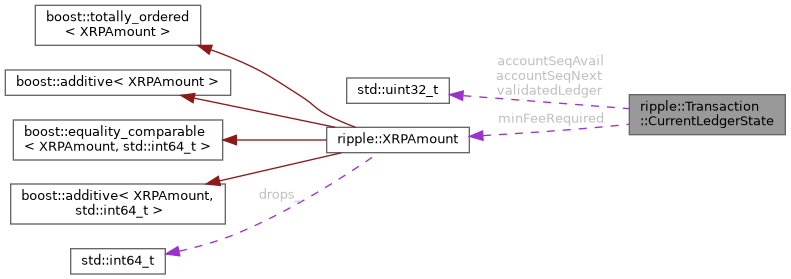 boost::totally_ordered
< XRPAmount >
boost::additive< XRPAmount >
boost::equality_comparable
< XRPAmount, std::int64_t >
boost::additive< XRPAmount,
std::int64_t >
std::int64_t
std::uint32_t
ripple::XRPAmount
drops_
accountSeqAvail
accountSeqNext
validatedLedger
minFeeRequired
ripple::Transaction
::CurrentLedgerState